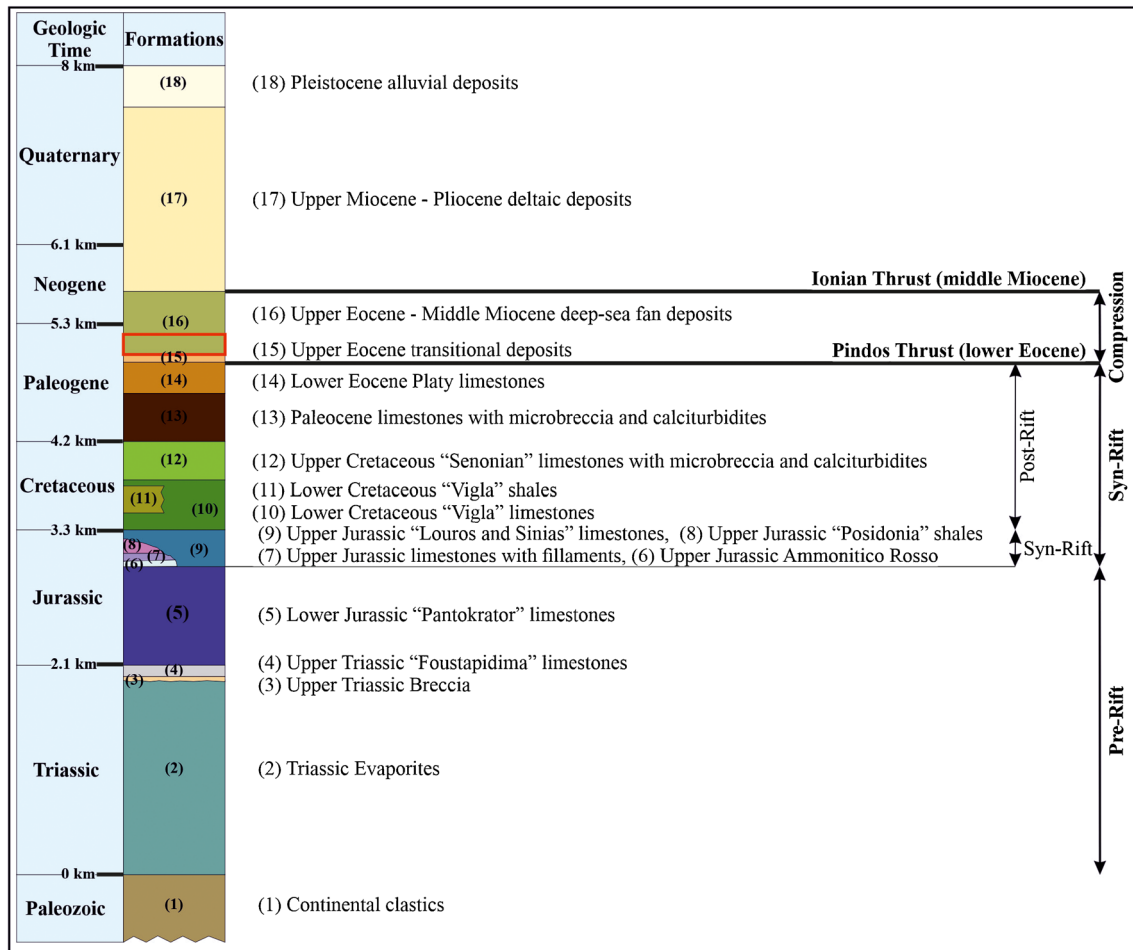 Geologic
Time
Formations
8 km
(18)
(18) Pleistocene alluvial deposits
Quaternary
(17)
(17) Upper Miocene - Pliocene deltaic deposits
6.1 km
Neogene
Ionian Thrust (middle Miocene)
(16)
(16) Upper Eocene - Middle Miocene deep-sea fan deposits
5.3 km
Compression
(15)
(15) Upper Eocene transitional deposits
Pindos Thrust (lower Eocene)
Paleogene
(14)
(14) Lower Eocene Platy limestones
(13)
(13) Paleocene limestones with microbreccia and calciturbidites
4.2 km
Post-Rift
Syn-Rift
(12)
(12) Upper Cretaceous “Senonian” limestones with microbreccia and calciturbidites
Cretaceous
(11)
(11) Lower Cretaceous “Vigla” shales
(10)
(10) Lower Cretaceous “Vigla” limestones
3.3 km
(9) Upper Jurassic “Louros and Sinias” limestones, (8) Upper Jurassic “Posidonia” shales
(8)
(9)
(7)
(6)
(7) Upper Jurassic limestones with fillaments, (6) Upper Jurassic Ammonitico Rosso
Syn-Rift
Jurassic
(5)
(5) Lower Jurassic “Pantokrator” limestones
2.1 km
(4)
(4) Upper Triassic “Foustapidima” limestones
(3)
(3) Upper Triassic Breccia
Pre-Rift
Triassic
(2)
(2) Triassic Evaporites
0 km
Paleozoic
(1)
(1) Continental clastics